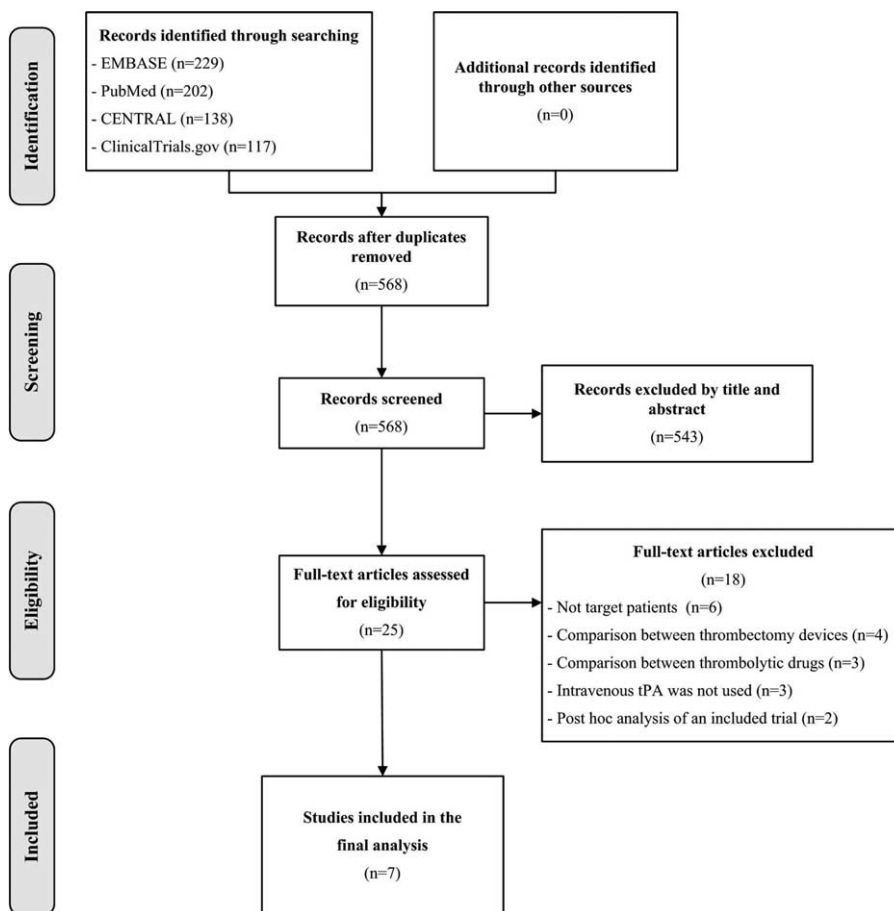 Identification
Records identified through searching
- EMBASE (n=229)
- PubMed (n=202)
- CENTRAL (n=138)
- ClinicalTrials.gov (n=117)
Additional records identified
through other sources
(n=0)
Records after duplicates
removed
(n=568)
Screening
Records screened
(n=568)
Records excluded by title and
abstract
(n=543)
Eligibility
Full-text articles assessed
for eligibility
(n=25)
Full-text articles excluded
(n=18)
- Not target patients (n=6)
- Comparison between thrombectomy devices (n=4)
- Comparison between thrombolytic drugs (n=3)
- Intravenous tPA was not used (n=3)
- Post hoc analysis of an included trial (n=2)
Included
Studies included in the
final analysis
(n=7)